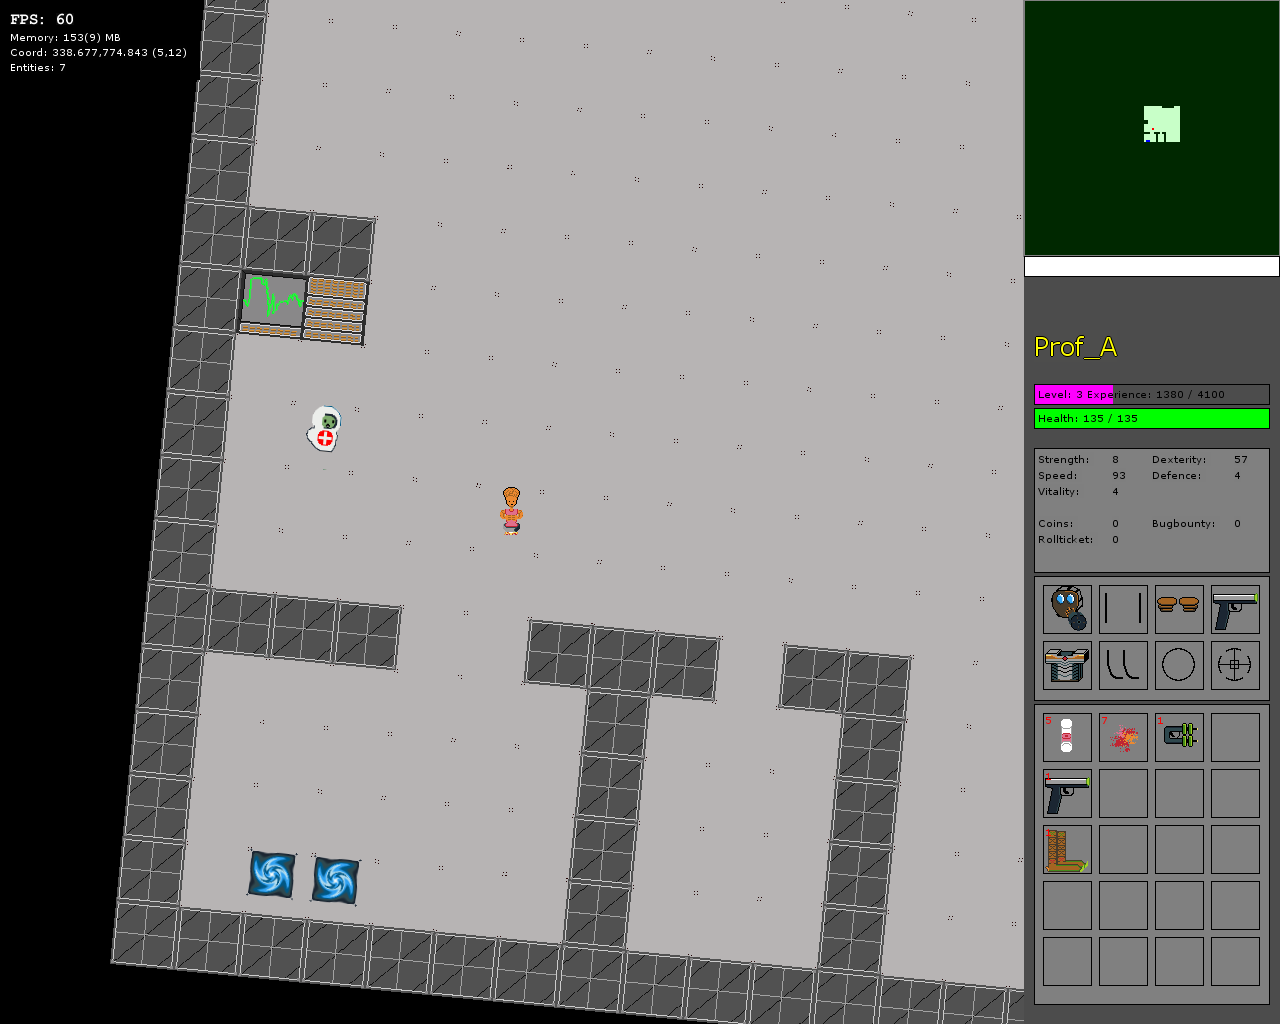 FPS: 60
Memory: 153(9) MB
Coord: 338.677,774.843 (5,12)
Entities: 7
Prof_A
Level: 3 Experience: 1380 / 4100
Health: 135 / 135
Strength: 8 Dexterity: 57
Speed: 93 Defence: 4
Vitality: 4
Coins: 0 Bugbounty: 0
Rollticket: 0
5 7 1
1